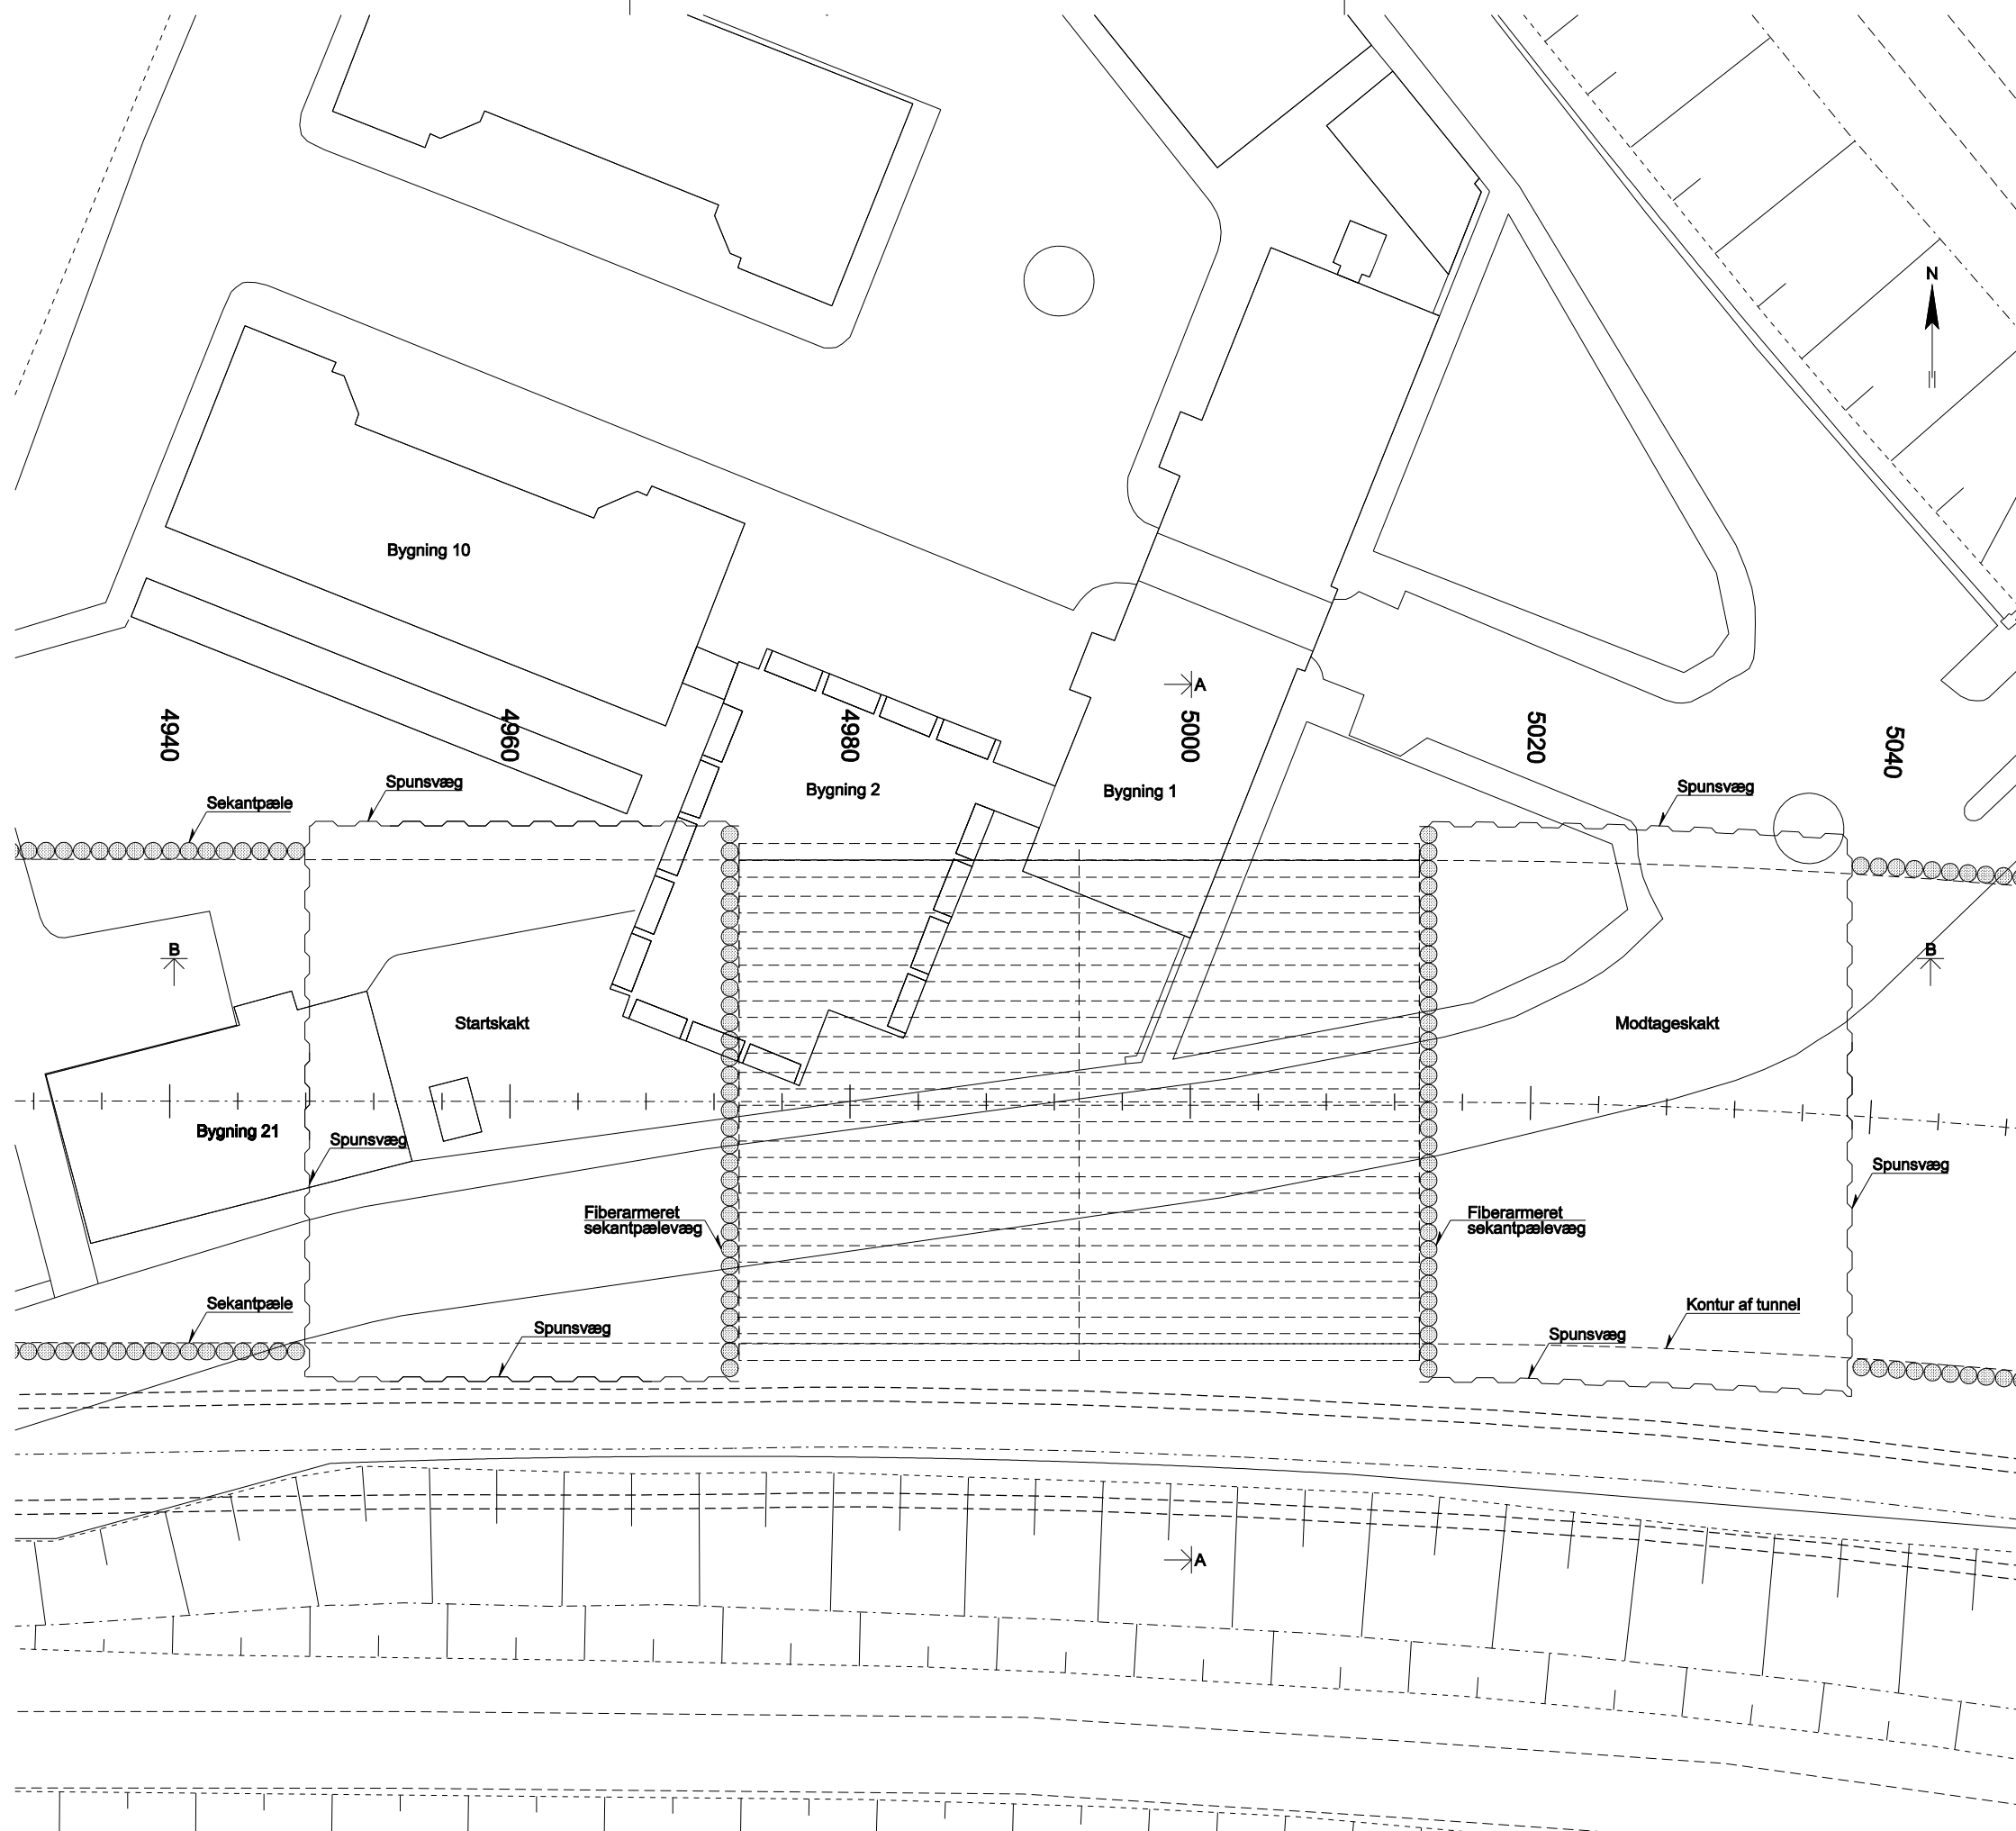 N
Bygning 10
A
4940
4960
4980
5000
5020
5040
Spunsvæg
Spunsvæg
Bygning 2
Bygning 1
Sekantpæle
B
B
Startskakt
Modtageskakt
Bygning 21
Spunsvæg
Spunsvæg
Fiberarmeret
sekantpælevæg
Fiberarmeret
sekantpælevæg
Sekantpæle
Kontur af tunnel
Spunsvæg
Spunsvæg
A